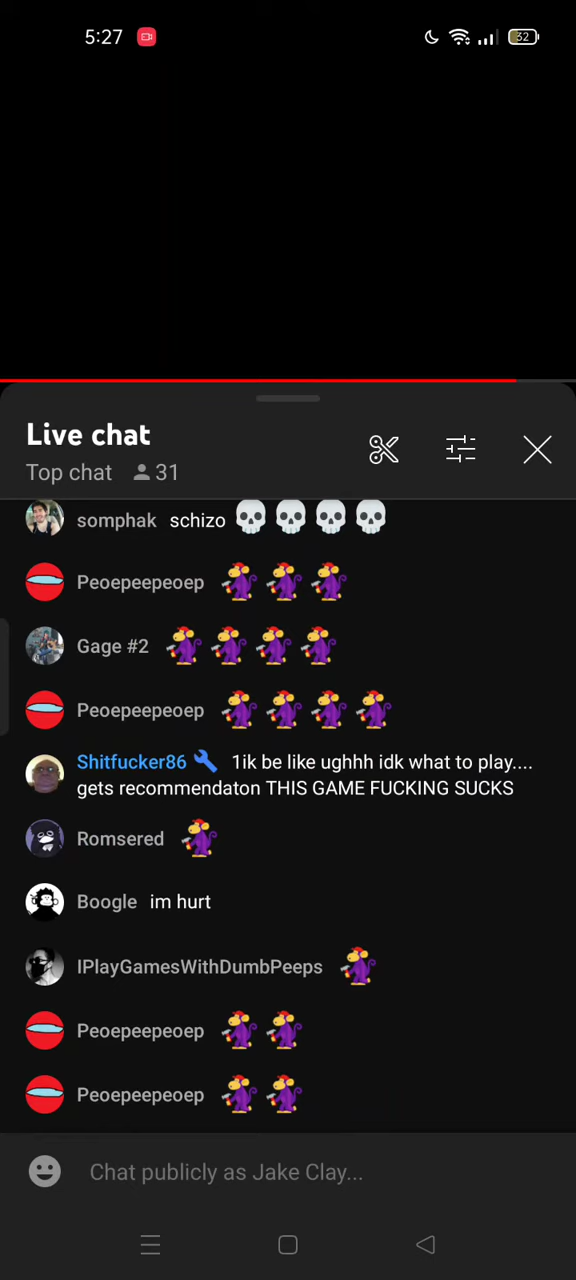 5:27
32
Live chat
Top chat 31
somphak schizo
Peoepeepeoep
Gage #2
Peoepeepeoep
Shitfucker86 1ik be like ughhh idk what to play....
gets recommendaton THIS GAME FUCKING SUCKS
Romsered
Boogle im hurt
IPlayGamesWithDumbPeeps
Peoepeepeoep
Peoepeepeoep
Chat publicly as Jake Clay...